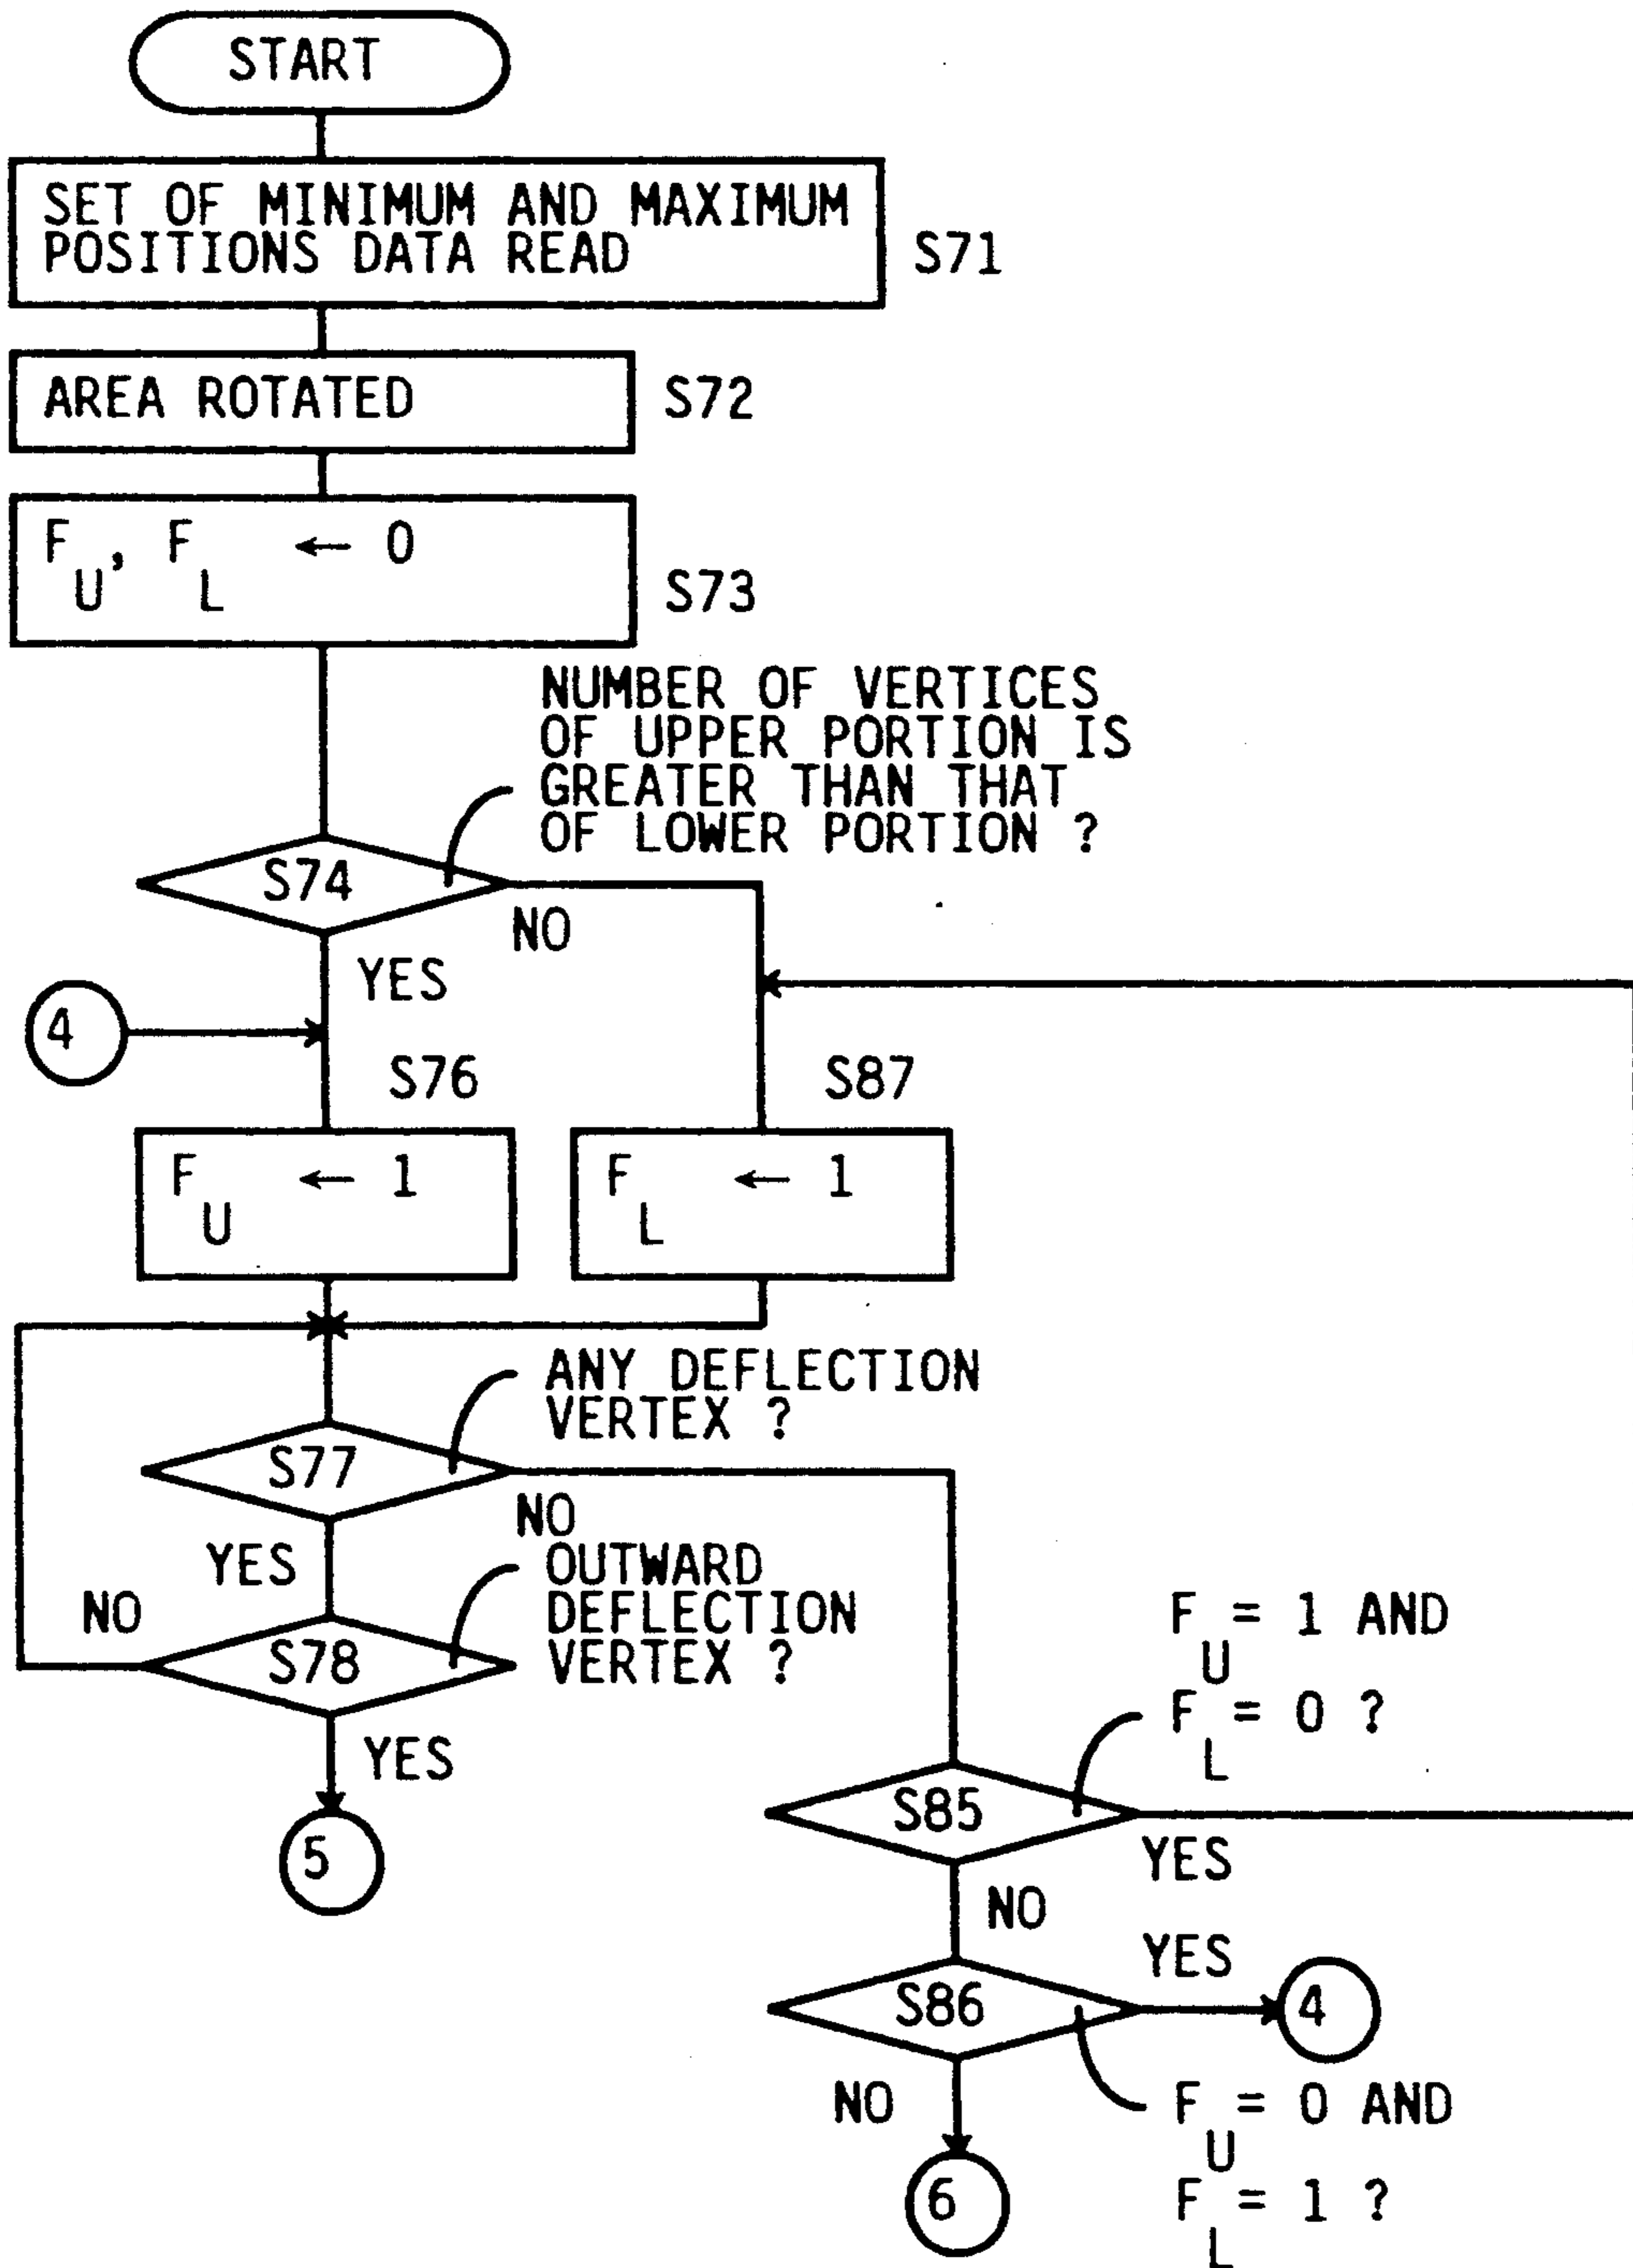 START
SET OF MINIMUM AND MAXIMUM
POSITIONS DATA READ
S71
AREA ROTATED
S72
F_U, F_L ← 0
S73
NUMBER OF VERTICES
OF UPPER PORTION IS
GREATER THAN THAT
OF LOWER PORTION ?
S74
NO
YES
4
S76
S87
F_U ← 1
F_L ← 1
ANY DEFLECTION
VERTEX ?
S77
NO
YES
OUTWARD
DEFLECTION
VERTEX ?
NO
S78
YES
5
F_U = 1 AND
F_L = 0 ?
S85
YES
NO
YES
S86
4
NO
F_U = 0 AND
F_L = 1 ?
6